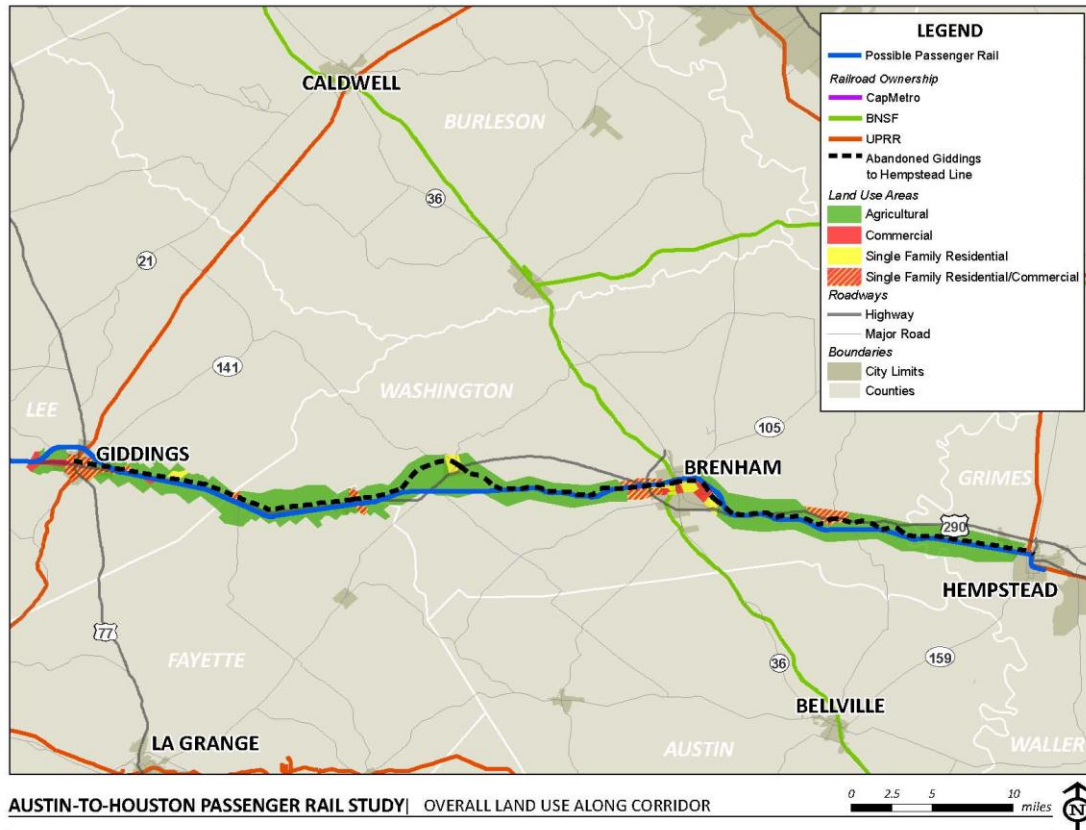 CALDWELL
BURLESON
36
21
141
WASHINGTON
LEE
GIDDINGS
105
BRENHAM
GRIMES
290
HEMPSTEAD
77
FAYETTE
36
159
BELLVILLE
LA GRANGE
AUSTIN
WALLER
LEGEND
Possible Passenger Rail
Railroad Ownership
CapMetro
BNSF
UPRR
Abandoned Giddings
to Hempstead Line
Land Use Areas
Agricultural
Commercial
Single Family Residential
Single Family Residential/Commercial
Roadways
Highway
Major Road
Boundaries
City Limits
Counties
AUSTIN-TO-HOUSTON PASSENGER RAIL STUDY| OVERALL LAND USE ALONG CORRIDOR
0 2.5 5 10
miles
N